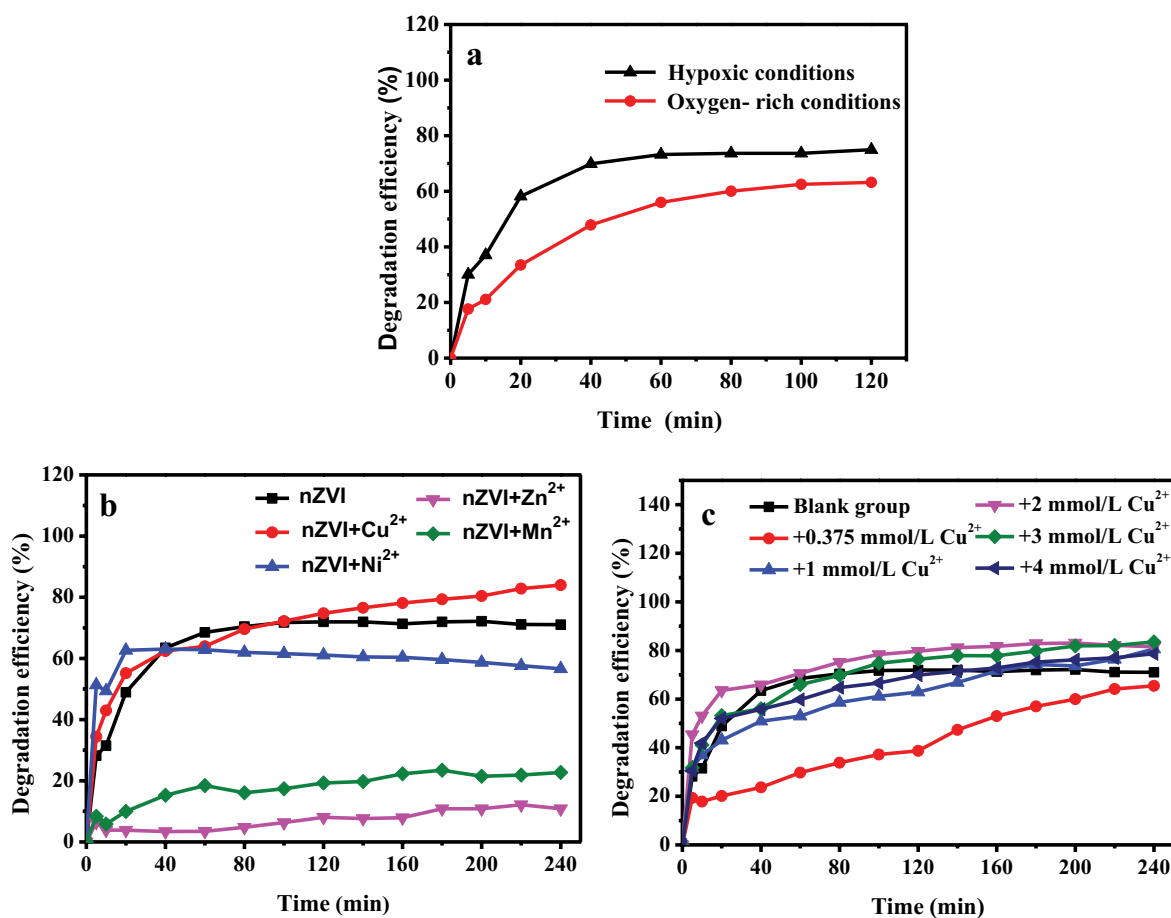 a
Hypoxic conditions
Oxygen- rich conditions
Degradation efficiency (%)
120
100
80
60
40
20
0
0 20 40 60 80 100 120
Time (min)
b
nZVI
nZVI+Cu²⁺
nZVI+Ni²⁺
nZVI+Zn²⁺
nZVI+Mn²⁺
Degradation efficiency (%)
120
100
80
60
40
20
0
0 40 80 120 160 200 240
Time (min)
c
Blank group
+0.375 mmol/L Cu²⁺
+1 mmol/L Cu²⁺
+2 mmol/L Cu²⁺
+3 mmol/L Cu²⁺
+4 mmol/L Cu²⁺
Degradation efficiency (%)
140
120
100
80
60
40
20
0
0 40 80 120 160 200 240
Time (min)